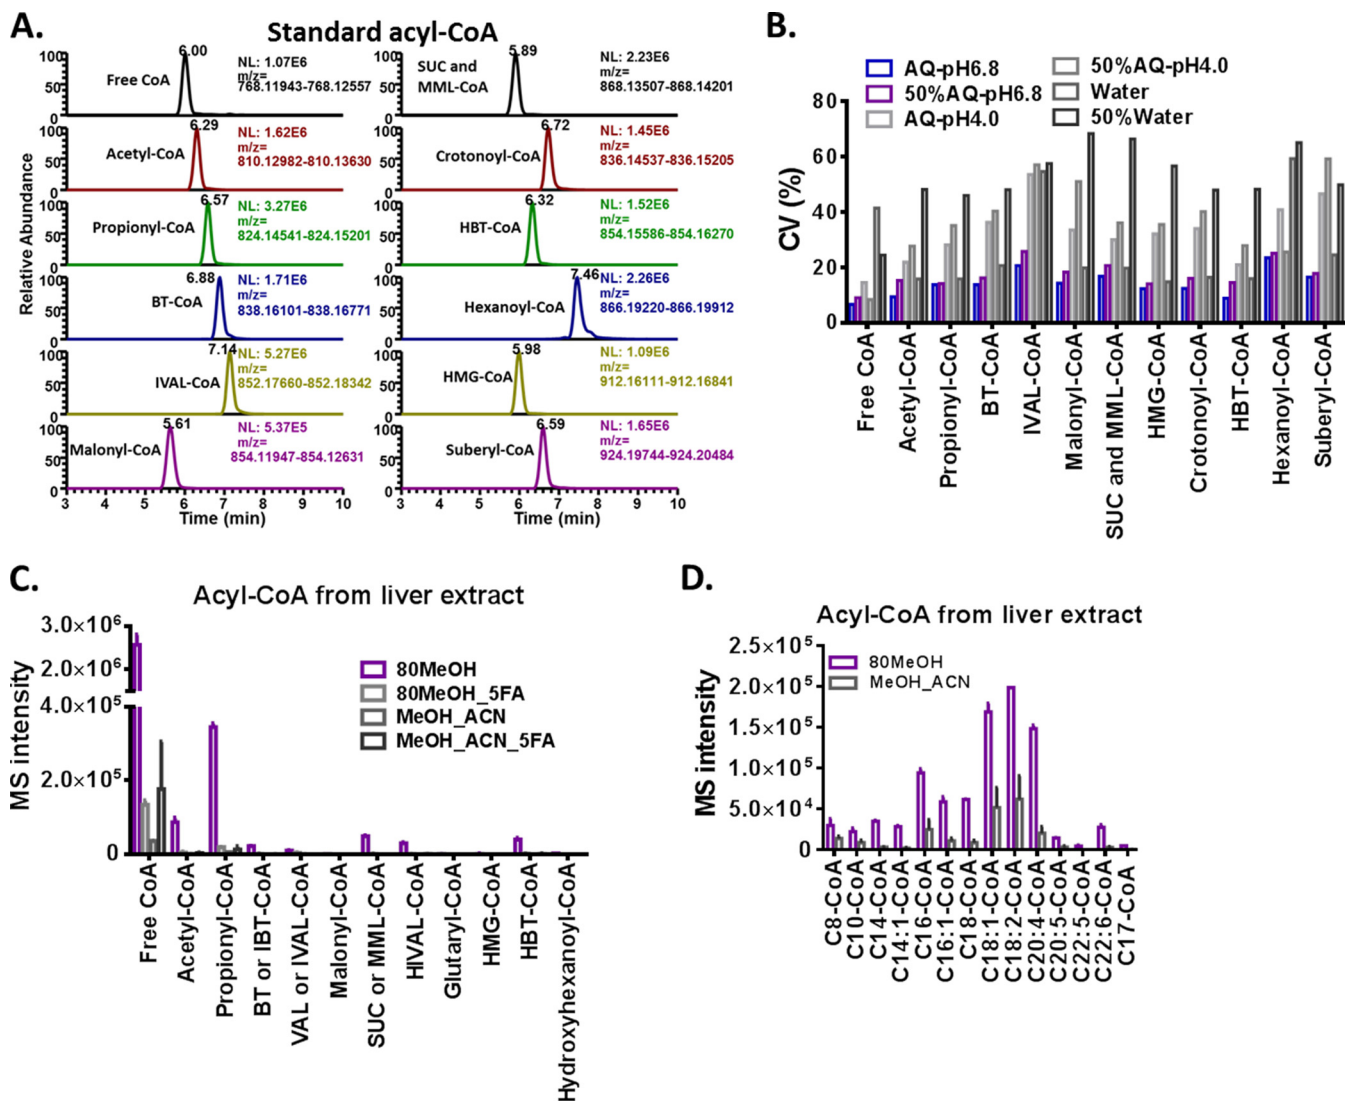 A.
Standard acyl-CoA
Relative Abundance
100
50
0
Free CoA
6.00
NL: 1.07E6
m/z=
768.11943-768.12557
100
50
0
Acetyl-CoA
6.29
NL: 1.62E6
m/z=
810.12982-810.13630
100
50
0
Propionyl-CoA
6.57
NL: 3.27E6
m/z=
824.14541-824.15201
100
50
0
BT-CoA
6.88
NL: 1.71E6
m/z=
838.16101-838.16771
100
50
0
IVAL-CoA
7.14
NL: 5.27E6
m/z=
852.17660-852.18342
100
50
0
Malonyl-CoA
5.61
NL: 5.37E5
m/z=
854.11947-854.12631
3 4 5 6 7 8 9 10
Time (min)
100
50
0
SUC and
MML-CoA
5.89
NL: 2.23E6
m/z=
868.13507-868.14201
100
50
0
Crotonoyl-CoA
6.72
NL: 1.45E6
m/z=
836.14537-836.15205
100
50
0
HBT-CoA
6.32
NL: 1.52E6
m/z=
854.15586-854.16270
100
50
0
Hexanoyl-CoA
7.46
NL: 2.26E6
m/z=
866.19220-866.19912
100
50
0
HMG-CoA
5.98
NL: 1.09E6
m/z=
912.16111-912.16841
100
50
0
Suberyl-CoA
6.59
NL: 1.65E6
m/z=
924.19744-924.20484
3 4 5 6 7 8 9 10
Time (min)
B.
AQ-pH6.8
50%AQ-pH6.8
AQ-pH4.0
50%AQ-pH4.0
Water
50%Water
CV (%)
80
60
40
20
0
Free CoA
Acetyl-CoA
Propionyl-CoA
BT-CoA
IVAL-CoA
Malonyl-CoA
SUC and MML-CoA
HMG-CoA
Crotonyl-CoA
HBT-CoA
Hexanoyl-CoA
Suberyl-CoA
C.
Acyl-CoA from liver extract
MS intensity
3.0×10⁶
2.0×10⁶
4.0×10⁵
2.0×10⁵
0
80MeOH
80MeOH_5FA
MeOH_ACN
MeOH_ACN_5FA
Free CoA
Acetyl-CoA
Propionyl-CoA
BT or IBT-CoA
VAL or IVAL-CoA
Malonyl-CoA
SUC or MML-CoA
HIVAL-CoA
Glutaryl-CoA
HMG-CoA
HBT-CoA
Hydroxyhexanoyl-CoA
D.
Acyl-CoA from liver extract
MS intensity
2.5×10⁵
2.0×10⁵
1.5×10⁵
1.0×10⁵
5.0×10⁴
0
80MeOH
MeOH_ACN
C8-CoA
C10-CoA
C14-CoA
C14:1-CoA
C16-CoA
C16:1-CoA
C18-CoA
C18:1-CoA
C18:2-CoA
C20:4-CoA
C20:5-CoA
C22:5-CoA
C22:6-CoA
C17-CoA